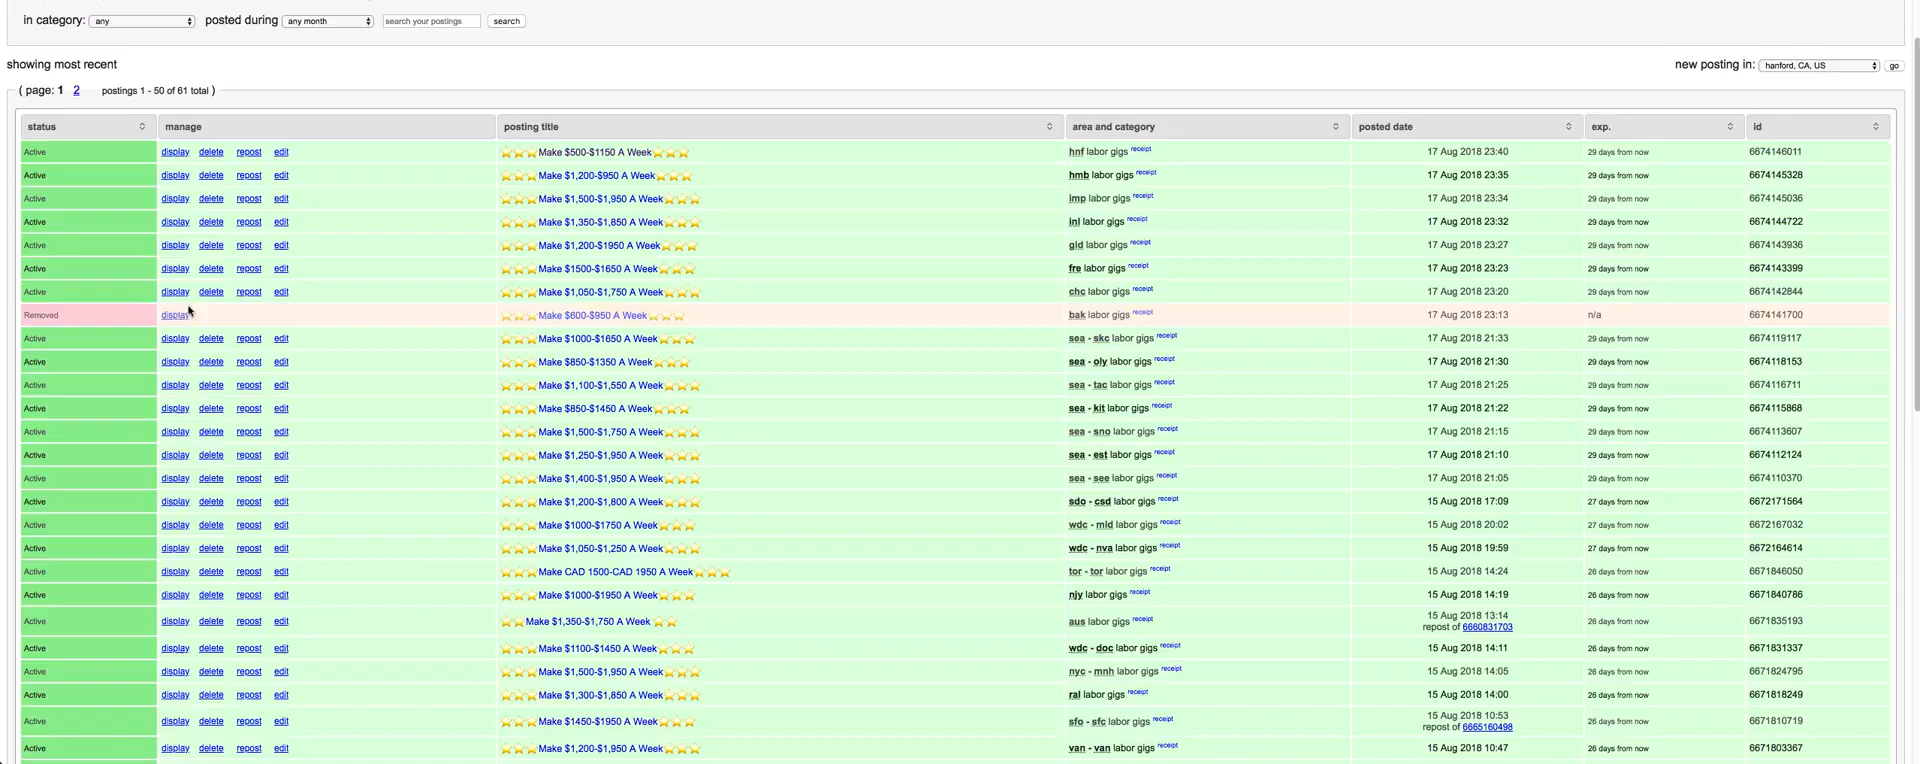 in category: any posted during any month search your postings search
showing most recent new posting in: hanford, CA, US go
( page: 1 2 postings 1 - 50 of 61 total )
status manage posting title area and category posted date exp. id
Active display delete repost edit ⭐⭐⭐Make $500-$1150 A Week⭐⭐⭐ hnf labor gigs receipt 17 Aug 2018 23:40 29 days from now 6674146011
Active display delete repost edit ⭐⭐⭐Make $1,200-$950 A Week⭐⭐⭐ hmb labor gigs receipt 17 Aug 2018 23:35 29 days from now 6674145328
Active display delete repost edit ⭐⭐⭐Make $1,500-$1,950 A Week⭐⭐⭐ imp labor gigs receipt 17 Aug 2018 23:34 29 days from now 6674145036
Active display delete repost edit ⭐⭐⭐Make $1,350-$1,850 A Week⭐⭐⭐ inl labor gigs receipt 17 Aug 2018 23:32 29 days from now 6674144722
Active display delete repost edit ⭐⭐⭐Make $1,200-$1950 A Week⭐⭐⭐ gld labor gigs receipt 17 Aug 2018 23:27 29 days from now 6674143936
Active display delete repost edit ⭐⭐⭐Make $1500-$1650 A Week⭐⭐⭐ fre labor gigs receipt 17 Aug 2018 23:23 29 days from now 6674143399
Active display delete repost edit ⭐⭐⭐Make $1,050-$1,750 A Week⭐⭐⭐ chc labor gigs receipt 17 Aug 2018 23:20 29 days from now 6674142844
Removed display ⭐⭐⭐Make $600-$950 A Week⭐⭐⭐ bak labor gigs receipt 17 Aug 2018 23:13 n/a 6674141700
Active display delete repost edit ⭐⭐⭐Make $1000-$1650 A Week⭐⭐⭐ sea - skc labor gigs receipt 17 Aug 2018 21:33 29 days from now 6674119117
Active display delete repost edit ⭐⭐⭐Make $850-$1350 A Week⭐⭐⭐ sea - oly labor gigs receipt 17 Aug 2018 21:30 29 days from now 6674118153
Active display delete repost edit ⭐⭐⭐Make $1,100-$1,550 A Week⭐⭐⭐ sea - tac labor gigs receipt 17 Aug 2018 21:25 29 days from now 6674116711
Active display delete repost edit ⭐⭐⭐Make $850-$1450 A Week⭐⭐⭐ sea - kit labor gigs receipt 17 Aug 2018 21:22 29 days from now 6674115868
Active display delete repost edit ⭐⭐⭐Make $1,500-$1,750 A Week⭐⭐⭐ sea - sno labor gigs receipt 17 Aug 2018 21:15 29 days from now 6674113607
Active display delete repost edit ⭐⭐⭐Make $1,250-$1,950 A Week⭐⭐⭐ sea - est labor gigs receipt 17 Aug 2018 21:10 29 days from now 6674112124
Active display delete repost edit ⭐⭐⭐Make $1,400-$1,950 A Week⭐⭐⭐ sea - see labor gigs receipt 17 Aug 2018 21:05 29 days from now 6674110370
Active display delete repost edit ⭐⭐⭐Make $1,200-$1,800 A Week⭐⭐⭐ sdo - csd labor gigs receipt 15 Aug 2018 17:09 27 days from now 6672171564
Active display delete repost edit ⭐⭐⭐Make $1000-$1750 A Week⭐⭐⭐ wdc - mld labor gigs receipt 15 Aug 2018 20:02 27 days from now 6672167032
Active display delete repost edit ⭐⭐⭐Make $1,050-$1,250 A Week⭐⭐⭐ wdc - nva labor gigs receipt 15 Aug 2018 19:59 27 days from now 6672164614
Active display delete repost edit ⭐⭐⭐Make CAD 1500-CAD 1950 A Week⭐⭐⭐ tor - tor labor gigs receipt 15 Aug 2018 14:24 26 days from now 6671846050
Active display delete repost edit ⭐⭐⭐Make $1000-$1950 A Week⭐⭐⭐ njy labor gigs receipt 15 Aug 2018 14:19 26 days from now 6671840786
Active display delete repost edit ⭐⭐Make $1,350-$1,750 A Week ⭐⭐ aus labor gigs receipt 15 Aug 2018 13:14 26 days from now 6671835193
repost of 6660831703
Active display delete repost edit ⭐⭐⭐Make $1100-$1450 A Week⭐⭐⭐ wdc - doc labor gigs receipt 15 Aug 2018 14:11 26 days from now 6671831337
Active display delete repost edit ⭐⭐⭐Make $1,500-$1,950 A Week⭐⭐⭐ nyc - mnh labor gigs receipt 15 Aug 2018 14:05 26 days from now 6671824795
Active display delete repost edit ⭐⭐⭐Make $1,300-$1,850 A Week⭐⭐⭐ ral labor gigs receipt 15 Aug 2018 14:00 26 days from now 6671818249
Active display delete repost edit ⭐⭐⭐Make $1450-$1950 A Week⭐⭐⭐ sfo - sfc labor gigs receipt 15 Aug 2018 10:53 26 days from now 6671810719
repost of 6665160498
Active display delete repost edit ⭐⭐⭐Make $1,200-$1,950 A Week⭐⭐⭐ van - van labor gigs receipt 15 Aug 2018 10:47 26 days from now 6671803367